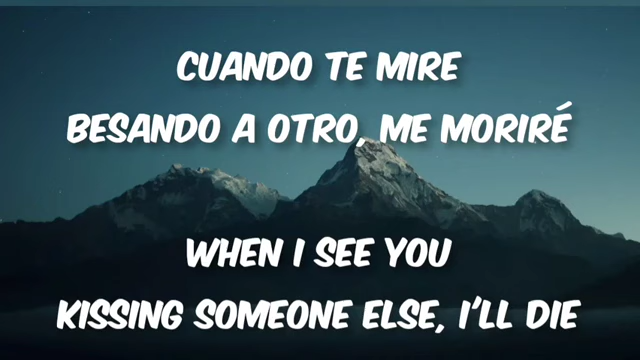 CUANDO TE MIRE
BESANDO A OTRO, ME MORIRÉ
WHEN I SEE YOU
KISSING SOMEONE ELSE, I'LL DIE